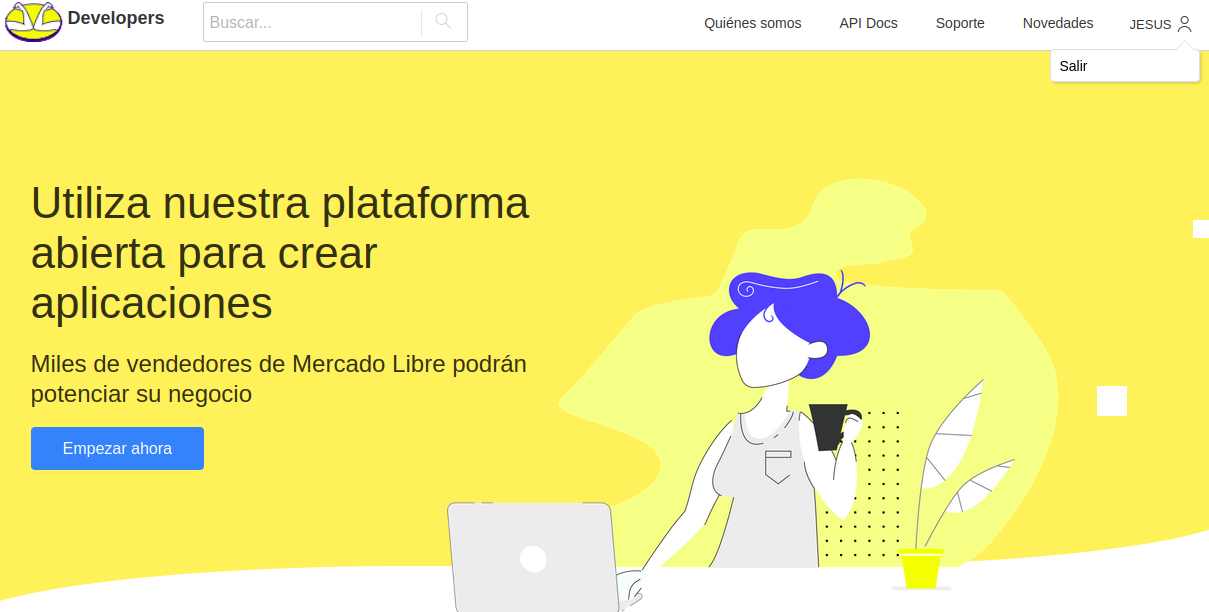 Developers
Buscar...
Quiénes somos
API Docs
Soporte
Novedades
JESUS
Salir
Utiliza nuestra plataforma
abierta para crear
aplicaciones
Miles de vendedores de Mercado Libre podrán
potenciar su negocio
Empezar ahora